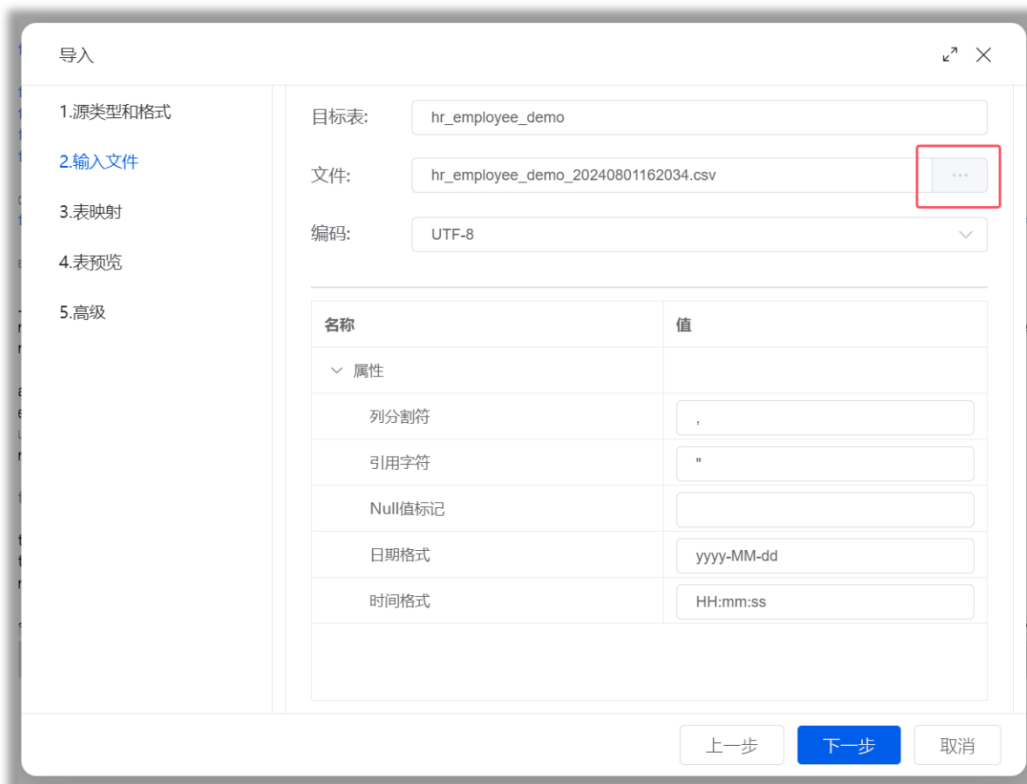 导入
1.源类型和格式
2.输入文件
3.表映射
4.表预览
5.高级
目标表: hr_employee_demo
文件: hr_employee_demo_20240801162034.csv ...
编码: UTF-8
名称 值
属性
列分割符 ,
引用字符 "
Null值标记
日期格式 yyyy-MM-dd
时间格式 HH:mm:ss
上一步 下一步 取消